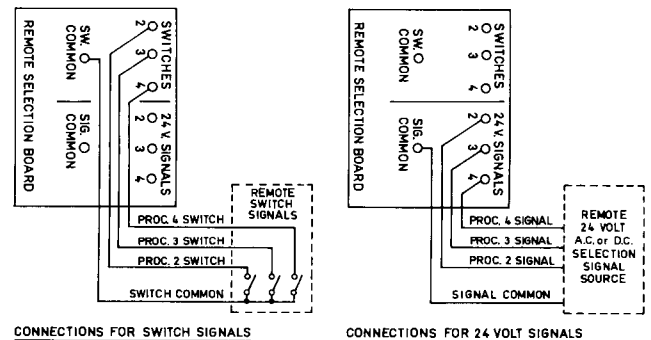 REMOTE SELECTION BOARD
SW. COMMON
SWITCHES
2
3
4
SIG. COMMON
24 V. SIGNALS
2
3
4
REMOTE
SWITCH
SIGNALS
PROC. 4 SWITCH
PROC. 3 SWITCH
PROC. 2 SWITCH
SWITCH COMMON
CONNECTIONS FOR SWITCH SIGNALS
REMOTE SELECTION BOARD
SW. COMMON
SWITCHES
2
3
4
SIG. COMMON
24 V. SIGNALS
2
3
4
PROC. 4 SIGNAL
PROC. 3 SIGNAL
PROC. 2 SIGNAL
SIGNAL COMMON
REMOTE
24 VOLT
A.C. or D.C.
SELECTION
SIGNAL
SOURCE
CONNECTIONS FOR 24 VOLT SIGNALS